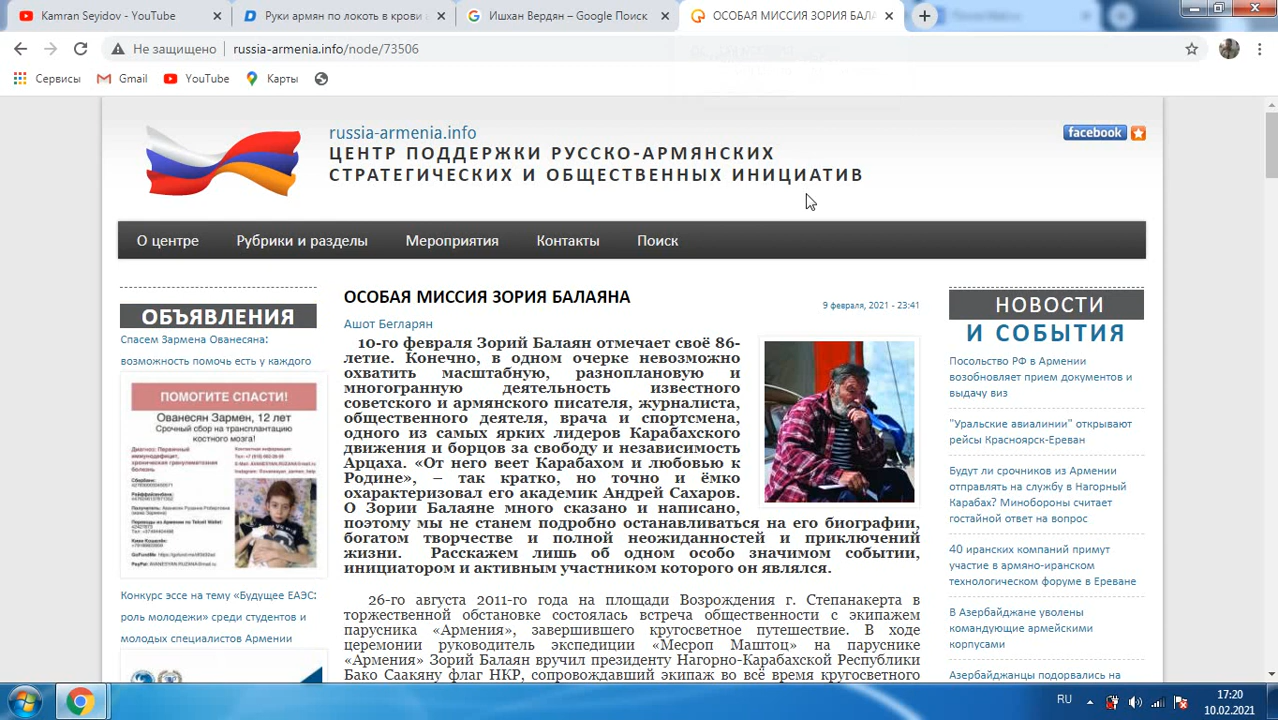 Kamran Seyidov - YouTube
Руки армян по локоть в крови
Ишхан Вердян – Google Поиск
ОСОБАЯ МИССИЯ ЗОРИЯ БАЛА
Не защищено
russia-armenia.info/node/73506
Сервисы
Gmail
YouTube
Карты
russia-armenia.info
ЦЕНТР ПОДДЕРЖКИ РУССКО-АРМЯНСКИХ
СТРАТЕГИЧЕСКИХ И ОБЩЕСТВЕННЫХ ИНИЦИАТИВ
facebook
О центре
Рубрики и разделы
Мероприятия
Контакты
Поиск
ОБЪЯВЛЕНИЯ
Спасем Зармена Ованесяна:
возможность помочь есть у каждого
ПОМОГИТЕ СПАСТИ!
Ованесян Зармен, 12 лет
Срочный сбор на трансплантацию
костного мозга!
Конкурс эссе на тему «Будущее ЕАЭС:
роль молодежи» среди студентов и
молодых специалистов Армении
ОСОБАЯ МИССИЯ ЗОРИЯ БАЛАЯНА
9 февраля, 2021 - 23:41
Ашот Бегларян
10-го февраля Зорий Балаян отмечает своё 86-
летие. Конечно, в одном очерке невозможно
охватить масштабную, разноплановую и
многогранную деятельность известного
советского и армянского писателя, журналиста,
общественного деятеля, врача и спортсмена,
одного из самых ярких лидеров Карабахского
движения и борцов за свободу и независимость
Арцаха. «От него веет Карабахом и любовью к
Родине», – так кратко, но точно и ёмко
охарактеризовал его академик Андрей Сахаров.
О Зории Балаяне много сказано и написано,
поэтому не станем подробно останавливаться на его биографии,
богатом творчестве и полной неожиданностей и приключений
жизни. Расскажем лишь об одном особо значимом событии,
инициатором и активным участником которого он являлся.
26-го августа 2011-го года на площади Возрождения г. Степанакерта в
торжественной обстановке состоялась встреча общественности с экипажем
парусника «Армения», завершившего кругосветное путешествие. В ходе
церемонии руководитель экспедиции «Месроп Маштоц» на паруснике
«Армения» Зорий Балаян вручил президенту Нагорно-Карабахской Республики
Бако Саакяну флаг НКР, сопровождавший экипаж во всё время кругосветного
НОВОСТИ
И СОБЫТИЯ
Посольство РФ в Армении
возобновляет прием документов и
выдачу виз
"Уральские авиалинии" открывают
рейсы Красноярск-Ереван
Будут ли срочников из Армении
отправлять на службу в Нагорный
Карабах? Минобороны считает
гостайной ответ на вопрос
40 иранских компаний примут
участие в армяно-иранском
технологическом форуме в Ереване
В Азербайджане уволены
командующие армейскими
корпусами
Азербайджанцы подорвались на
RU
17:20
10.02.2021